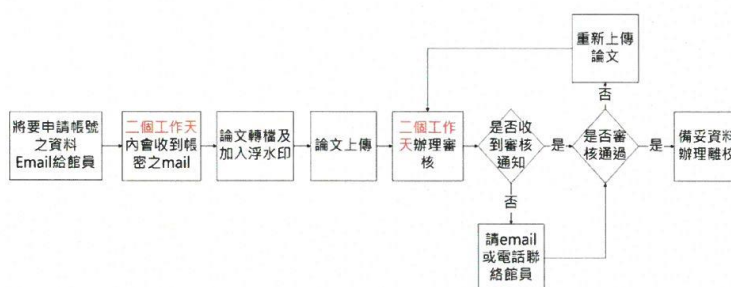 將要申請帳號
之資料
Email給館員
二個工作天
內會收到帳
密之mail
論文轉檔及
加入浮水印
論文上傳
二個工作
天辦理審
核
是否收
到審核
通知
是
否
請email
或電話聯
絡館員
是否審
核通過
否
重新上傳
論文
是
備妥資料
辦理離校